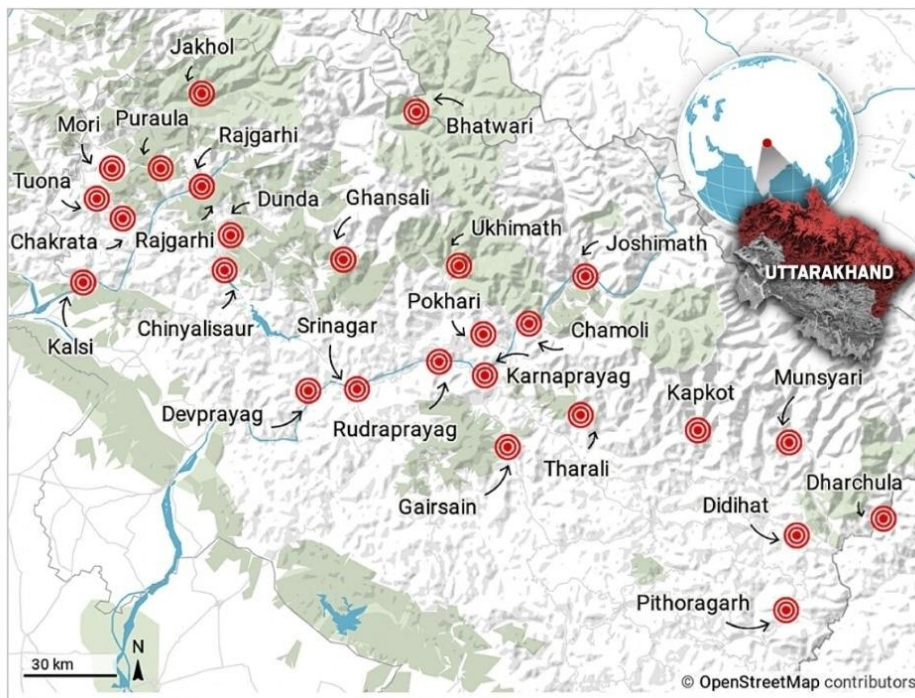 Jakhol
Mori
Puraula
Rajgarhi
Bhatwari
Tuona
Dunda
Ghansali
Ukhimath
Joshimath
Chakrata
Rajgarhi
UTTARAKHAND
Pokhari
Chinyalisaur
Srinagar
Chamoli
Kalsi
Karnaprayag
Kapkot
Munsyari
Devprayag
Rudraprayag
Tharali
Dharchula
Gairsain
Didihat
Pithoragarh
N
30 km
© OpenStreetMap contributors